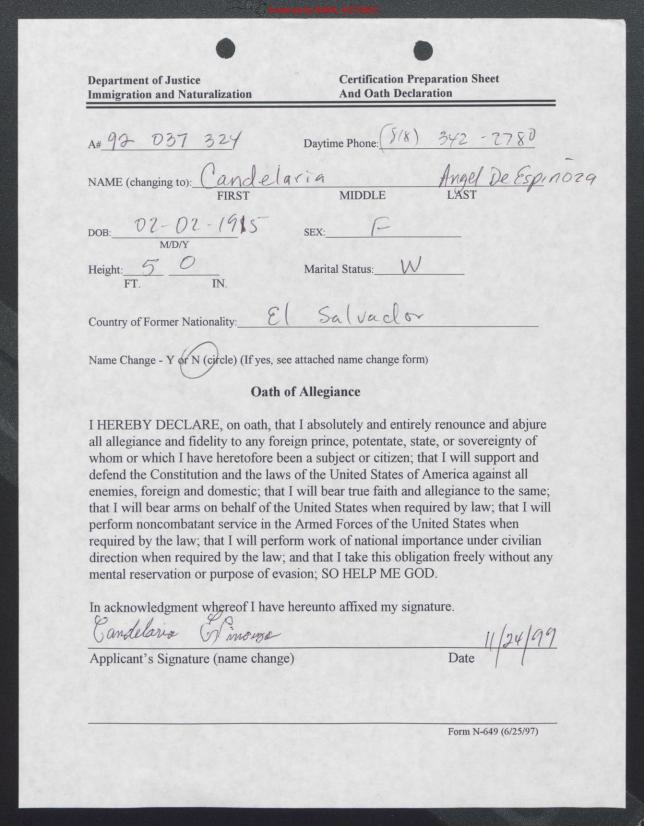 Department of Justice
Immigration and Naturalization
Certification Preparation Sheet
And Oath Declaration
A# 92 037 324
Daytime Phone: (818) 342-2780
NAME (changing to): Candelaria Angel De Espinoza
FIRST MIDDLE LAST
DOB: 02-02-1915 SEX: F
M/D/Y
Height: 5 0 Marital Status: W
FT. IN.
Country of Former Nationality: El Salvador
Name Change - Y or N (circle) (If yes, see attached name change form)
Oath of Allegiance
I HEREBY DECLARE, on oath, that I absolutely and entirely renounce and abjure
all allegiance and fidelity to any foreign prince, potentate, state, or sovereignty of
whom or which I have heretofore been a subject or citizen; that I will support and
defend the Constitution and the laws of the United States of America against all
enemies, foreign and domestic; that I will bear true faith and allegiance to the same;
that I will bear arms on behalf of the United States when required by law; that I will
perform noncombatant service in the Armed Forces of the United States when
required by the law; that I will perform work of national importance under civilian
direction when required by the law; and that I take this obligation freely without any
mental reservation or purpose of evasion; SO HELP ME GOD.
In acknowledgment whereof I have hereunto affixed my signature.
Candelaria 11/24/99
Applicant's Signature (name change) Date
Form N-649 (6/25/97)